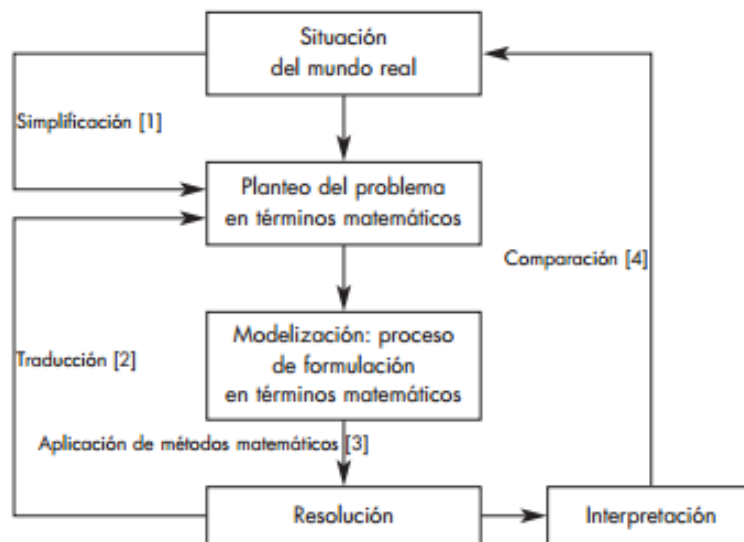 Situación
del mundo real
Simplificación [1]
Planteo del problema
en términos matemáticos
Comparación [4]
Modelización: proceso
de formulación
en términos matemáticos
Traducción [2]
Aplicación de métodos matemáticos [3]
Resolución
Interpretación